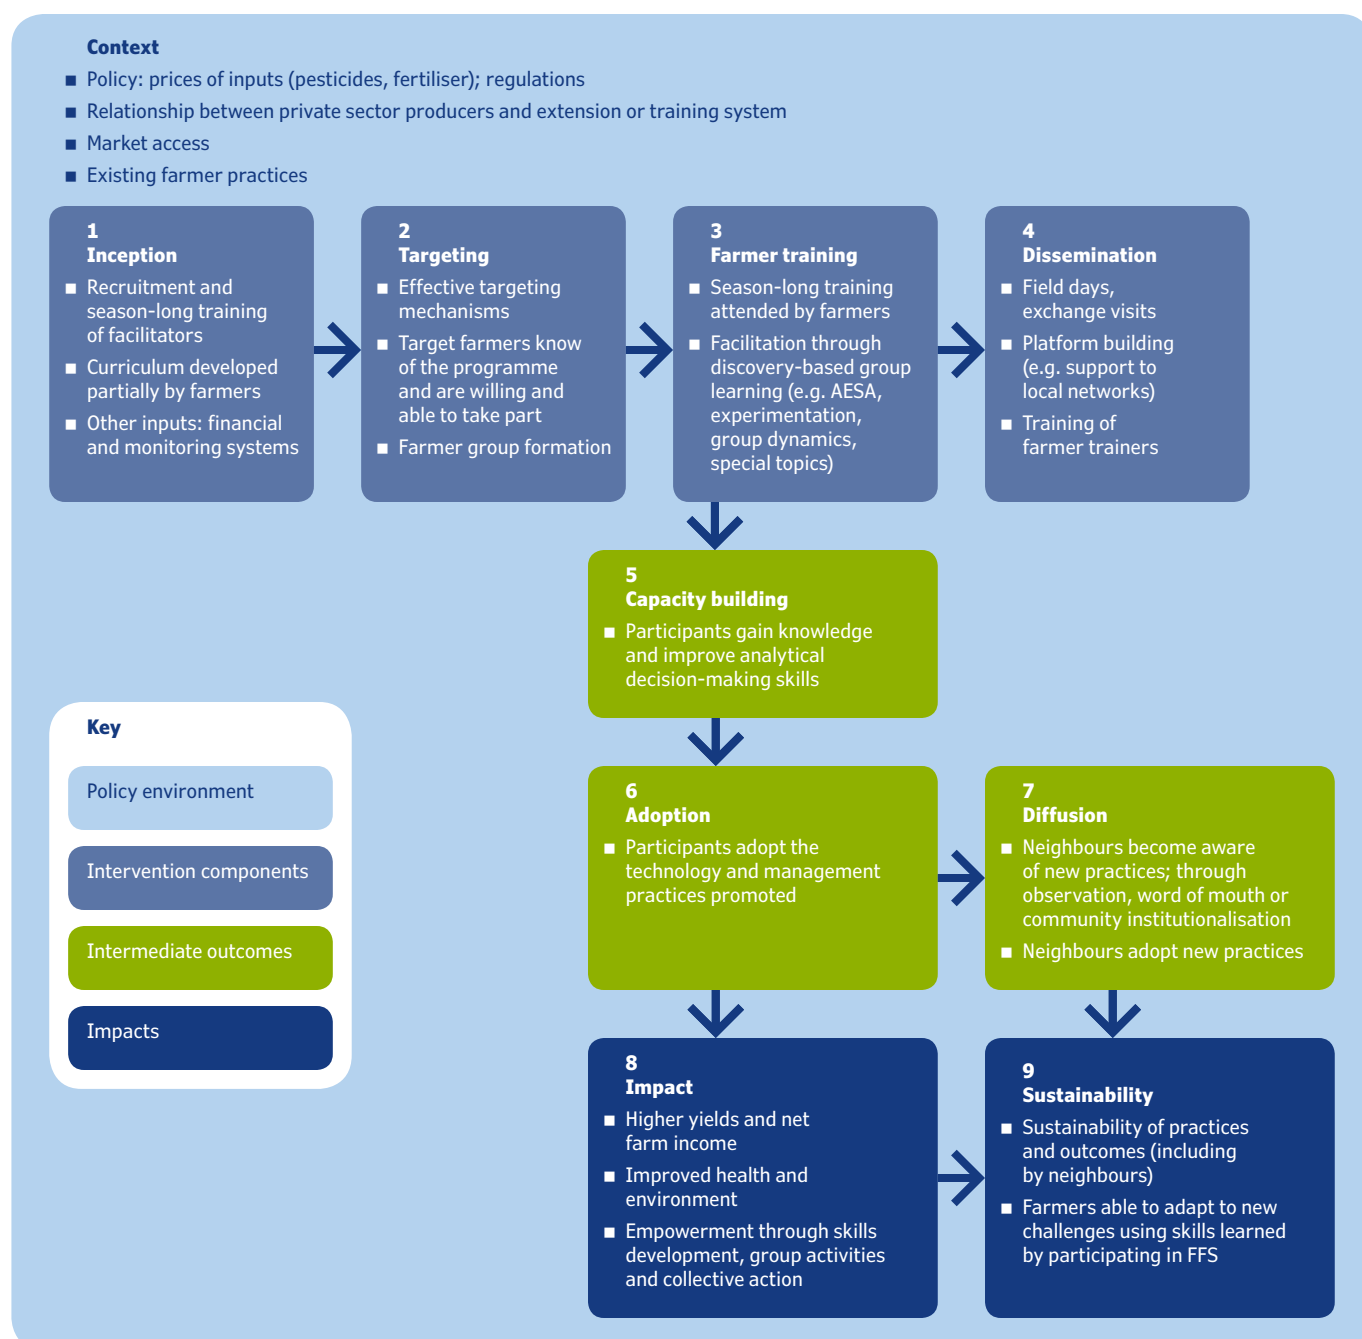 Context
■ Policy: prices of inputs (pesticides, fertiliser); regulations
■ Relationship between private sector producers and extension or training system
■ Market access
■ Existing farmer practices
1
Inception
■ Recruitment and
season-long training
of facilitators
■ Curriculum developed
partially by farmers
■ Other inputs: financial
and monitoring systems
2
Targeting
■ Effective targeting
mechanisms
■ Target farmers know
of the programme
and are willing and
able to take part
■ Farmer group formation
3
Farmer training
■ Season-long training
attended by farmers
■ Facilitation through
discovery-based group
learning (e.g. AESA,
experimentation,
group dynamics,
special topics)
4
Dissemination
■ Field days,
exchange visits
■ Platform building
(e.g. support to
local networks)
■ Training of
farmer trainers
5
Capacity building
■ Participants gain knowledge
and improve analytical
decision-making skills
Key
Policy environment
Intervention components
Intermediate outcomes
Impacts
6
Adoption
■ Participants adopt the
technology and management
practices promoted
7
Diffusion
■ Neighbours become aware
of new practices; through
observation, word of mouth or
community institutionalisation
■ Neighbours adopt new practices
8
Impact
■ Higher yields and net
farm income
■ Improved health and
environment
■ Empowerment through skills
development, group activities
and collective action
9
Sustainability
■ Sustainability of practices
and outcomes (including
by neighbours)
■ Farmers able to adapt to new
challenges using skills learned
by participating in FFS